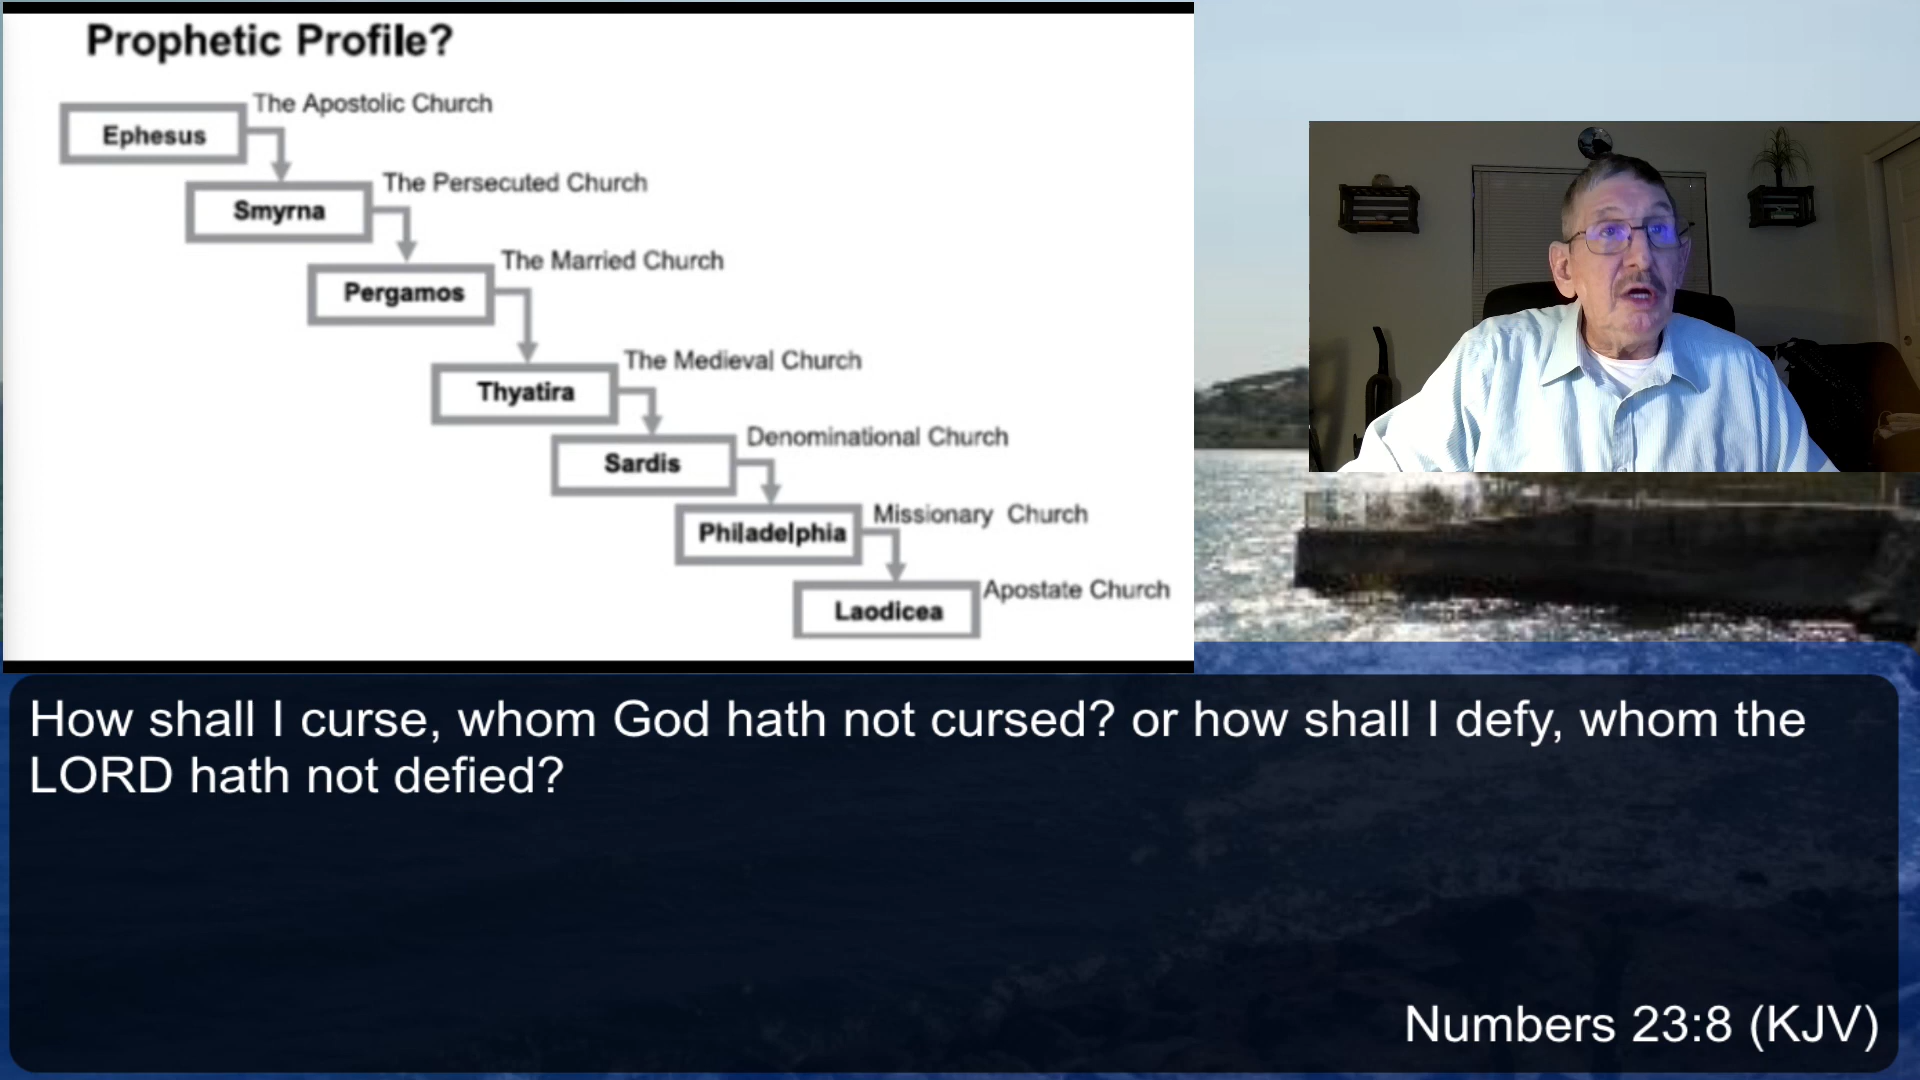 Prophetic Profile?
The Apostolic Church
Ephesus
The Persecuted Church
Smyrna
The Married Church
Pergamos
The Medieval Church
Thyatira
Denominational Church
Sardis
Missionary Church
Philadelphia
Apostate Church
Laodicea
How shall I curse, whom God hath not cursed? or how shall I defy, whom the
LORD hath not defied?
Numbers 23:8 (KJV)